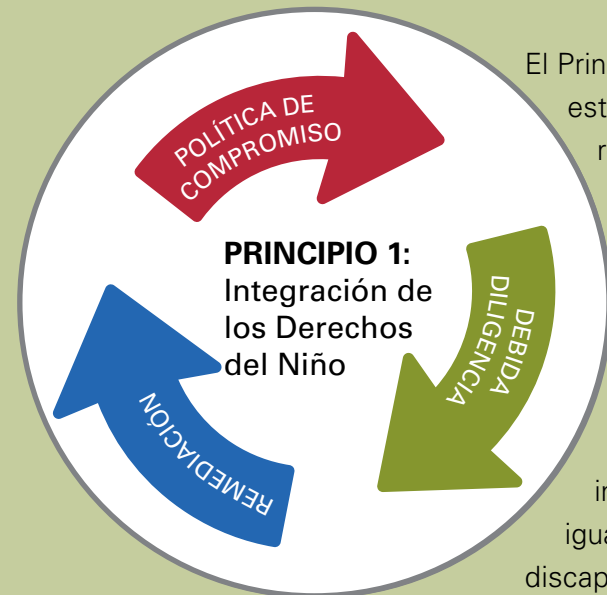 POLÍTICA DE
COMPROMISO
PRINCIPIO 1:
Integración de
los Derechos
del Niño
DEBIDA
DILIGENCIA
REMEDIACIÓN
El Prin
est
r
in
igua
discap